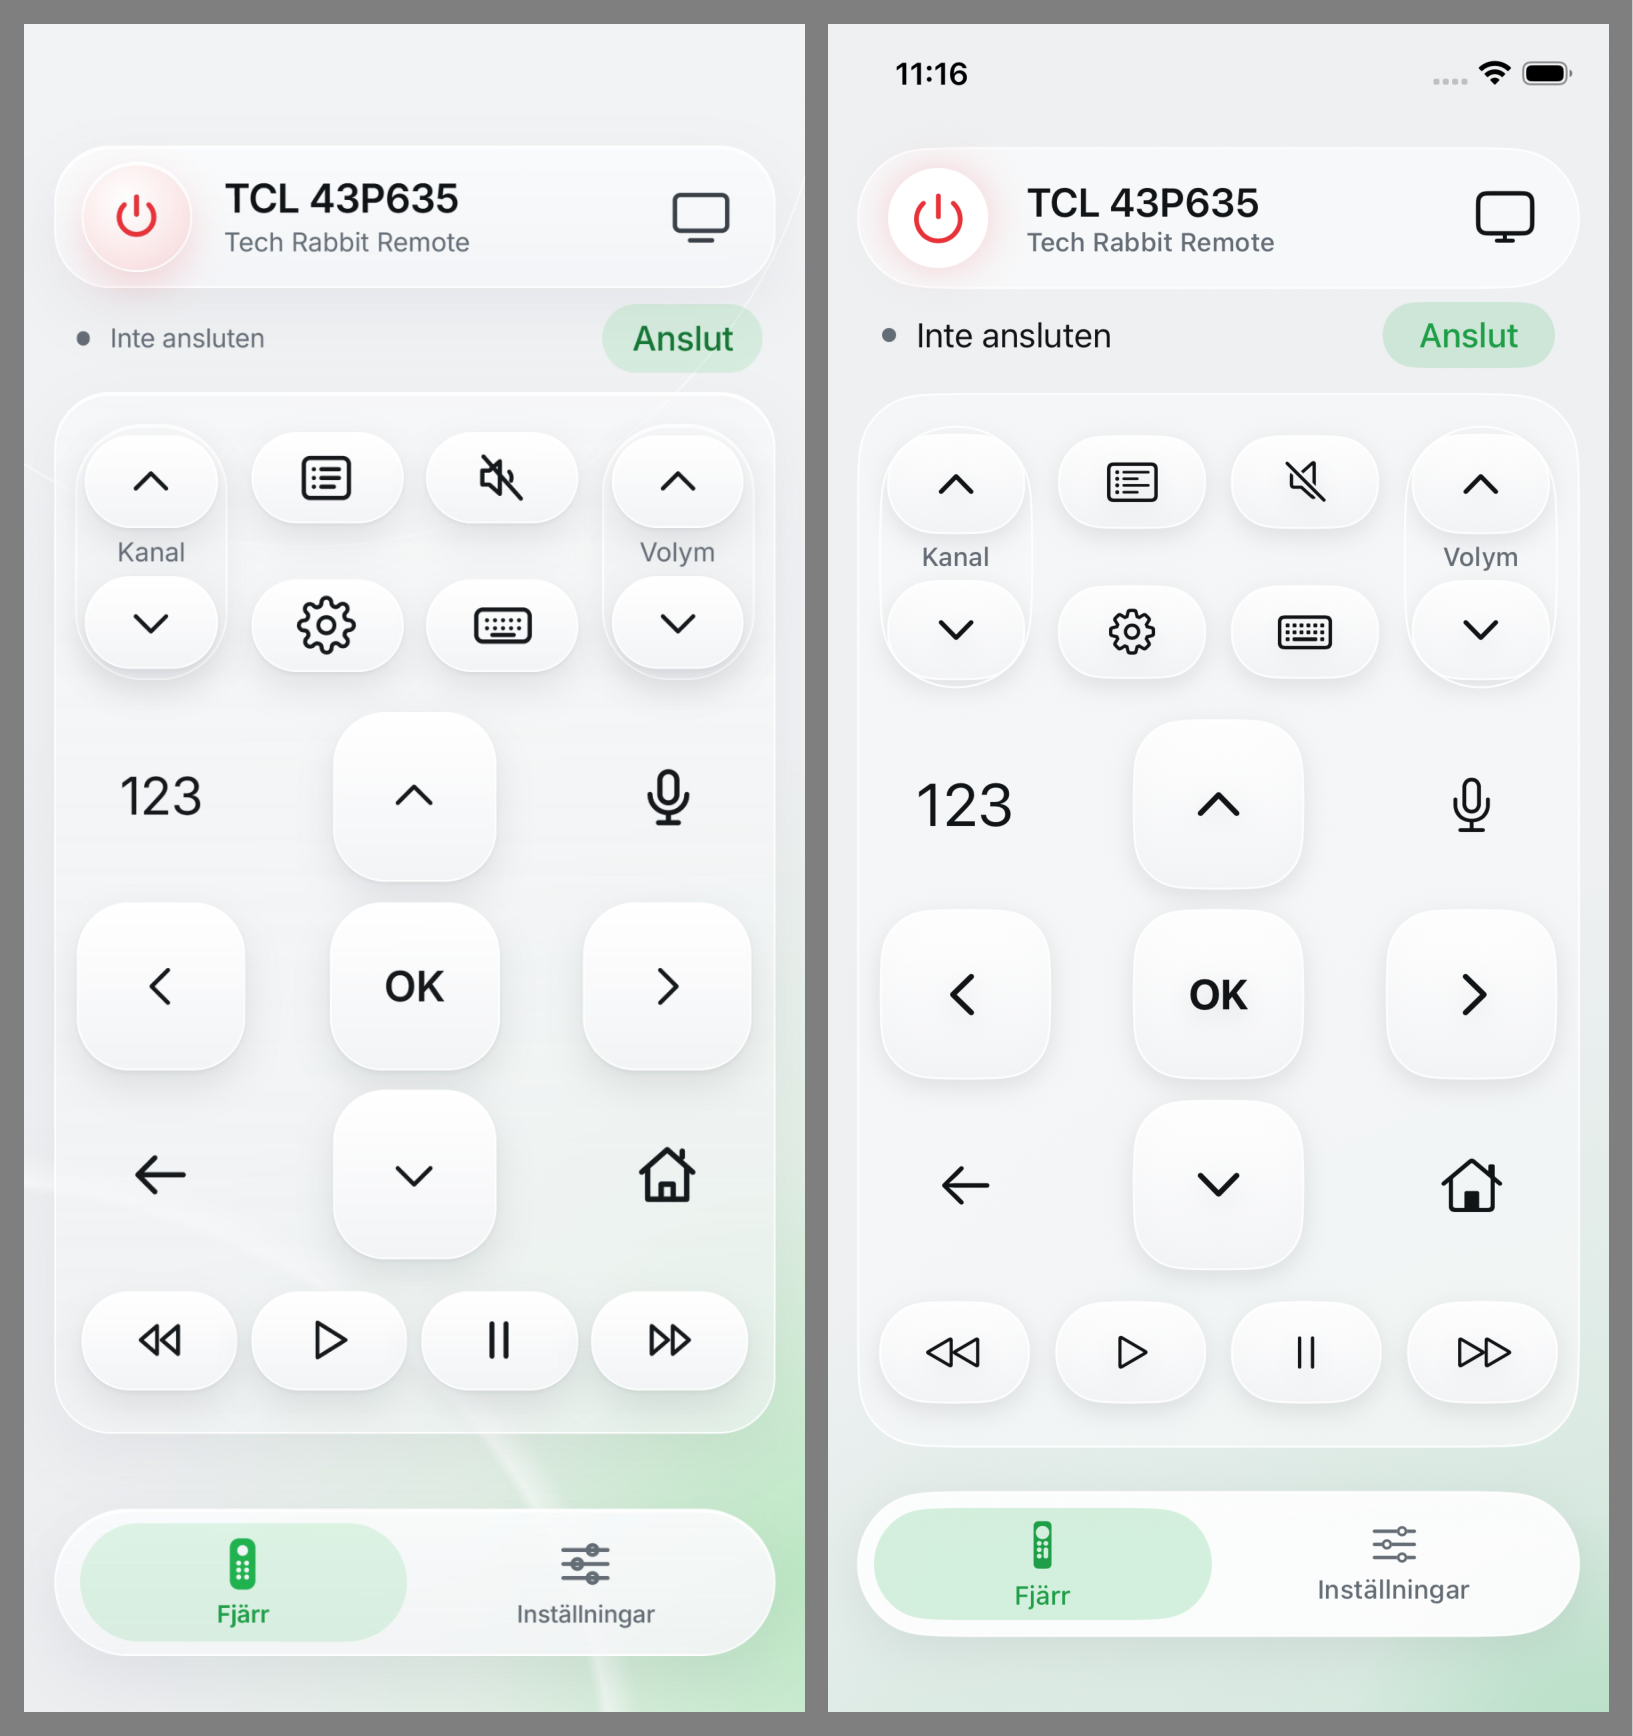 TCL 43P635
Tech Rabbit Remote
Inte ansluten
Anslut
Kanal
Volym
123
OK
Fjärr
Inställningar
11:16
TCL 43P635
Tech Rabbit Remote
Inte ansluten
Anslut
Kanal
Volym
123
OK
Fjärr
Inställningar